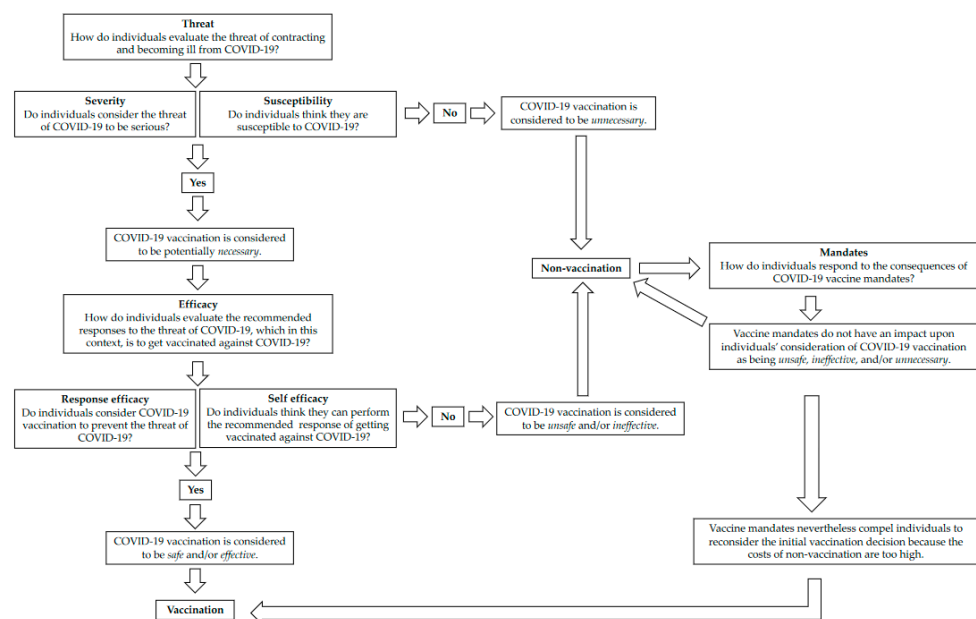 Threat
How do individuals evaluate the threat of contracting
and becoming ill from COVID-19?
Severity
Do individuals consider the threat
of COVID-19 to be serious?
Susceptibility
Do individuals think they are
susceptible to COVID-19?
No
COVID-19 vaccination is
considered to be unnecessary.
Yes
COVID-19 vaccination is considered
to be potentially necessary.
Non-vaccination
Mandates
How do individuals respond to the consequences of
COVID-19 vaccine mandates?
Efficacy
How do individuals evaluate the recommended
responses to the threat of COVID-19, which in this
context, is to get vaccinated against COVID-19?
Vaccine mandates do not have an impact upon
individuals' consideration of COVID-19 vaccination
as being unsafe, ineffective, and/or unnecessary.
Response efficacy
Do individuals consider COVID-19
vaccination to prevent the threat of
COVID-19?
Self efficacy
Do individuals think they can perform
the recommended response of getting
vaccinated against COVID-19?
No
COVID-19 vaccination is considered
to be unsafe and/or ineffective.
Yes
COVID-19 vaccination is considered
to be safe and/or effective.
Vaccine mandates nevertheless compel individuals to
reconsider the initial vaccination decision because the
costs of non-vaccination are too high.
Vaccination